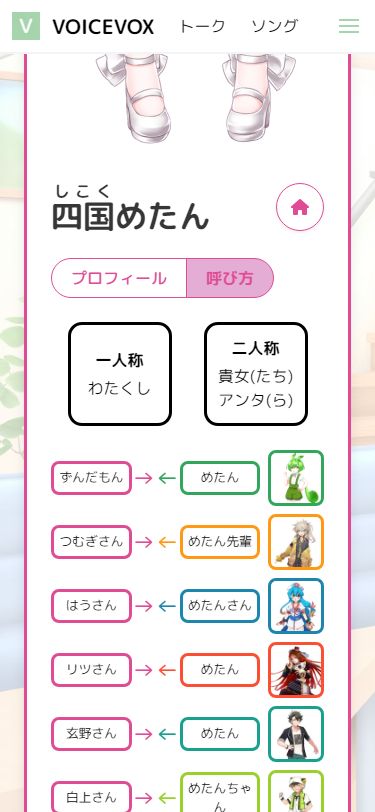 V VOICEVOX トーク ソング
しこく
四国めたん
プロフィール 呼び方
一人称
わたくし
二人称
貴女(たち)
アンタ(ら)
ずんだもん → ← めたん
つむぎさん → ← めたん先輩
はうさん → ← めたんさん
リツさん → ← めたん
玄野さん → ← めたん
白上さん → ← めたんちゃ
ん